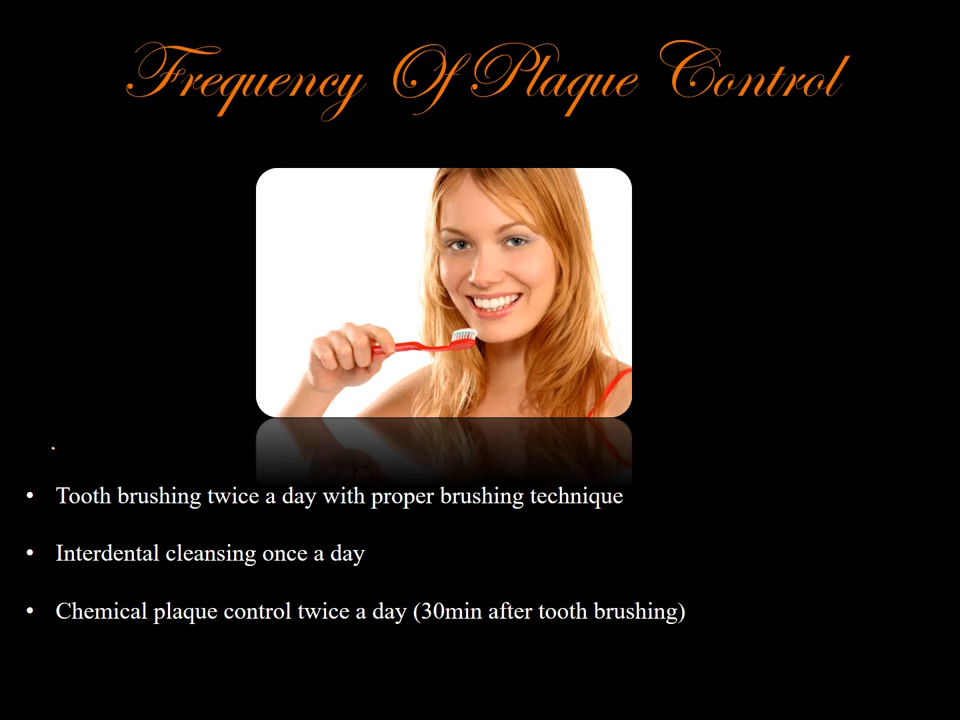 Frequency Of Plaque Control
• Tooth brushing twice a day with proper brushing technique
• Interdental cleansing once a day
• Chemical plaque control twice a day (30min after tooth brushing)